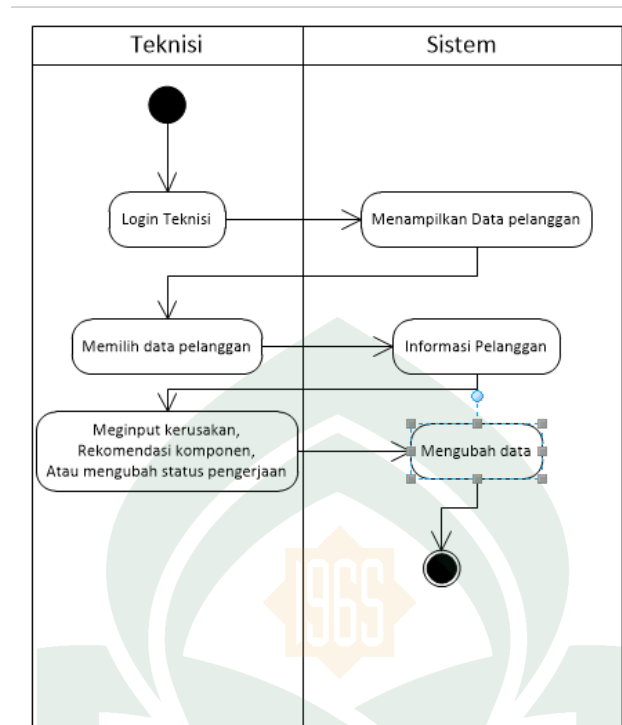 Teknisi
Sistem
Login Teknisi
Menampilkan Data pelanggan
Memilih data pelanggan
Informasi Pelanggan
Meginput kerusakan,
Rekomendasi komponen,
Atau mengubah status pengerjaan
Mengubah data
1965